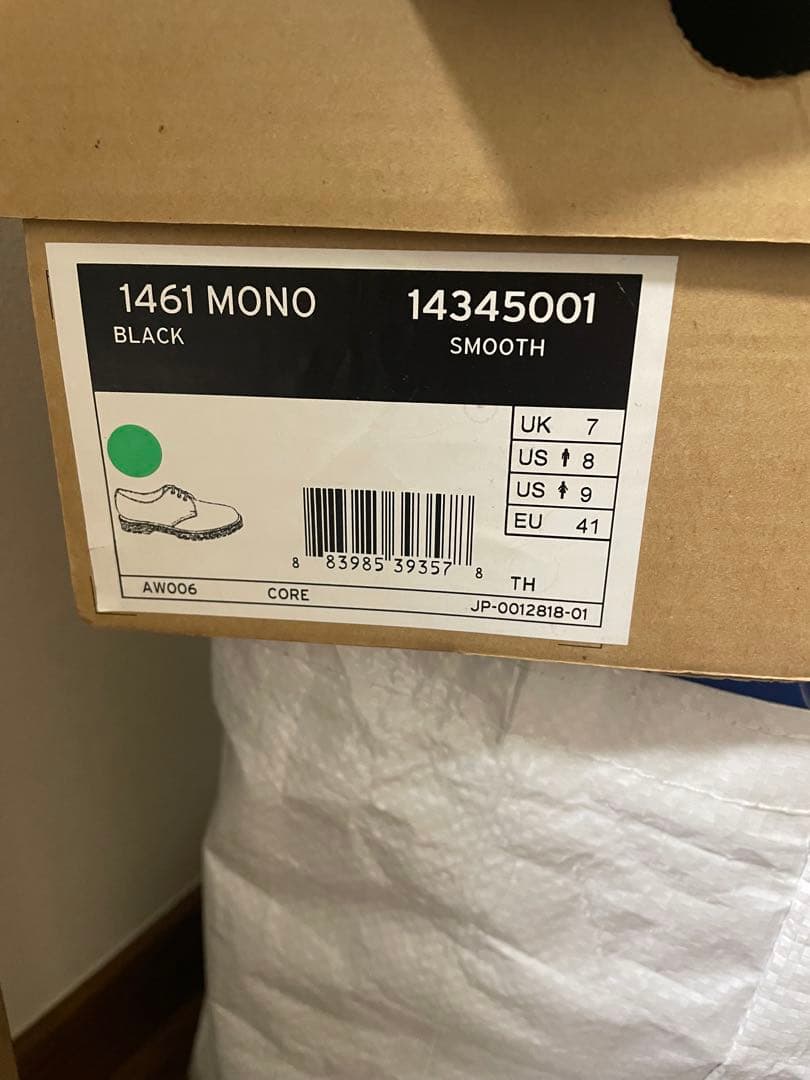 1461 MONO 14345001
BLACK SMOOTH
UK 7
US 8
US 9
EU 41
8 83985 39357 8
TH
AW006 CORE JP-0012818-01